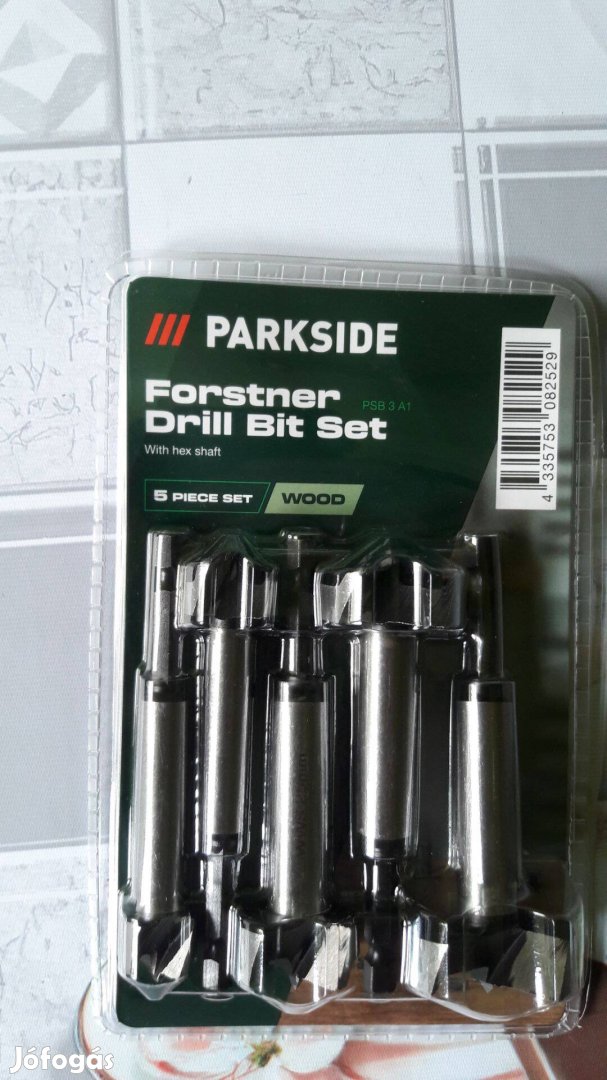 /// PARKSIDE
Forstner
Drill Bit Set
PSB 3 A1
With hex shaft
5 PIECE SET
WOOD
4 335753 082529
Jófogás